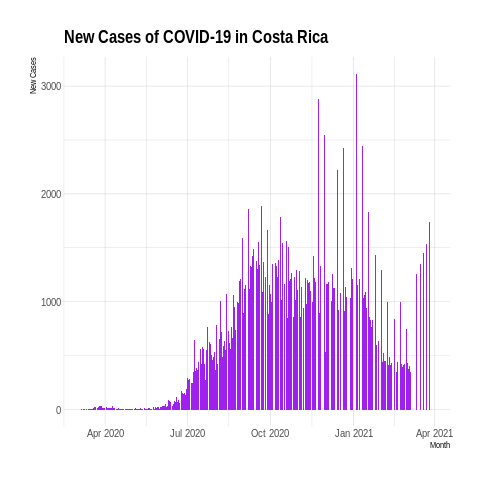 New Cases of COVID-19 in Costa Rica
New Cases
3000
2000
1000
0
Apr 2020 Jul 2020 Oct 2020 Jan 2021 Apr 2021
Month